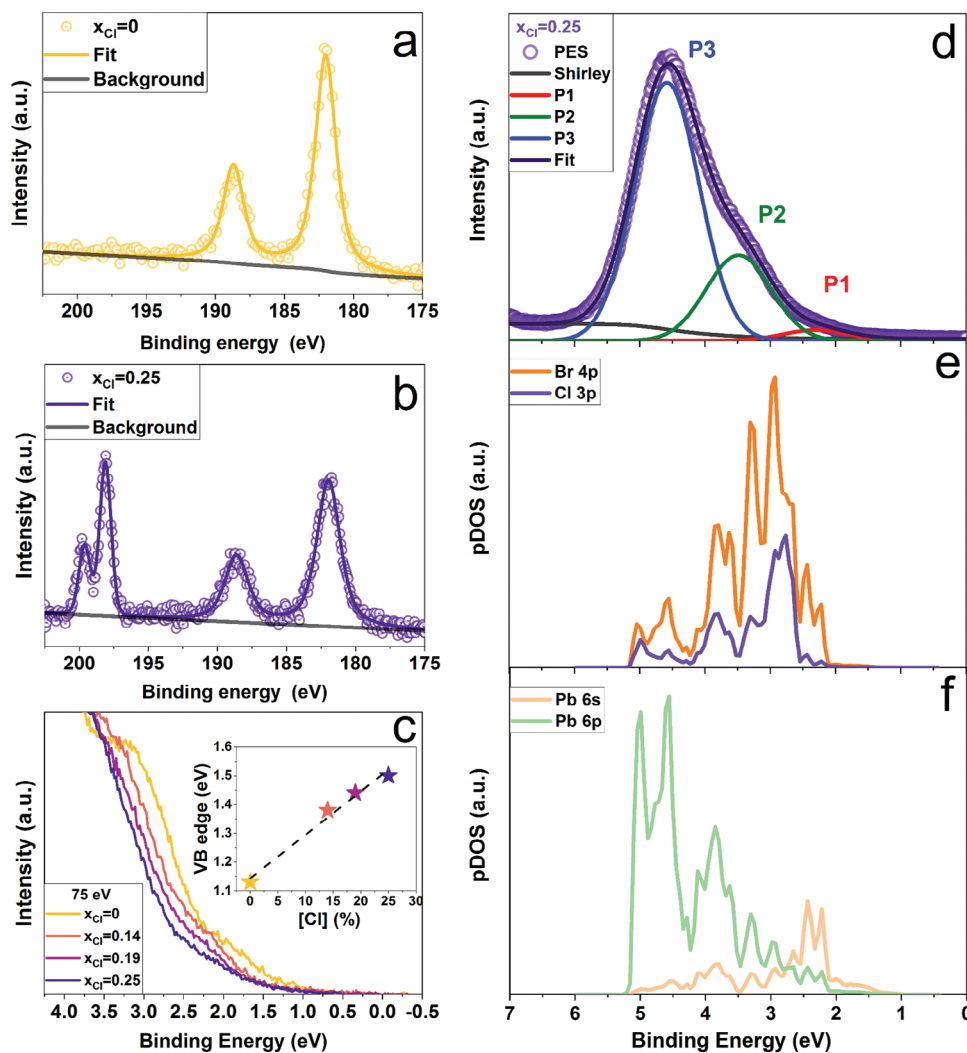 a
x_Cl=0
Fit
Background
Intensity (a.u.)
200 195 190 185 180 175
Binding energy (eV)
b
x_Cl=0.25
Fit
Background
Intensity (a.u.)
200 195 190 185 180 175
Binding energy (eV)
c
Intensity (a.u.)
75 eV
x_Cl=0
x_Cl=0.14
x_Cl=0.19
x_Cl=0.25
VB edge (eV)
1.6
1.5
1.4
1.3
1.2
1.1
0 5 10 15 20 25 30
[Cl] (%)
4.0 3.5 3.0 2.5 2.0 1.5 1.0 0.5 0.0 -0.5
Binding Energy (eV)
d
x_Cl=0.25
PES
Shirley
P1
P2
P3
Fit
P3
P2
P1
Intensity (a.u.)
e
Br 4p
Cl 3p
pDOS (a.u.)
f
Pb 6s
Pb 6p
pDOS (a.u.)
7 6 5 4 3 2 1 0
Binding Energy (eV)